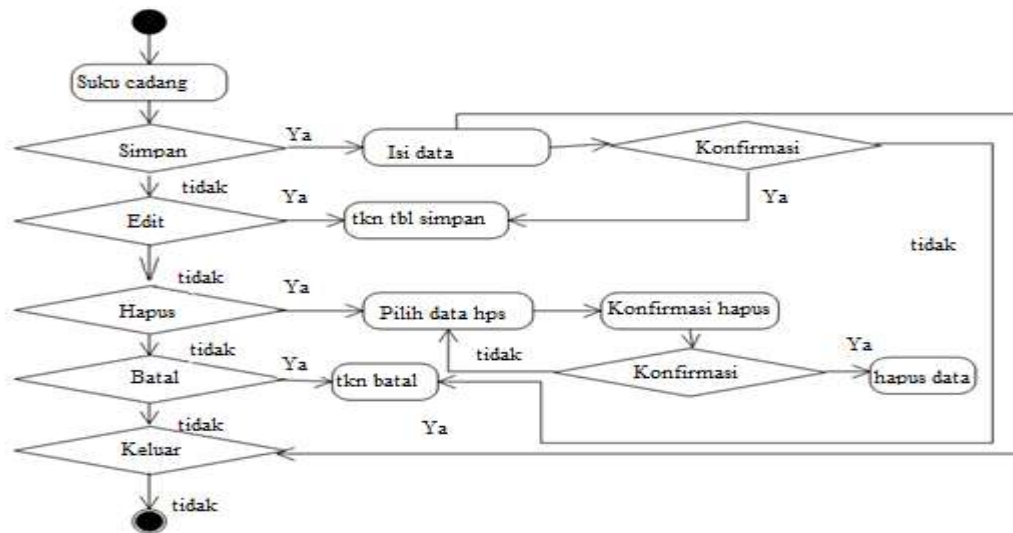 Suku cadang
Simpan
Ya
Isi data
Konfirmasi
tidak
Ya
Edit
Ya
tkn tbl simpan
tidak
tidak
Hapus
Ya
Pilih data hps
Konfirmasi hapus
tidak
Batal
Ya
tkn batal
tidak
Konfirmasi
Ya
hapus data
tidak
Ya
Keluar
tidak